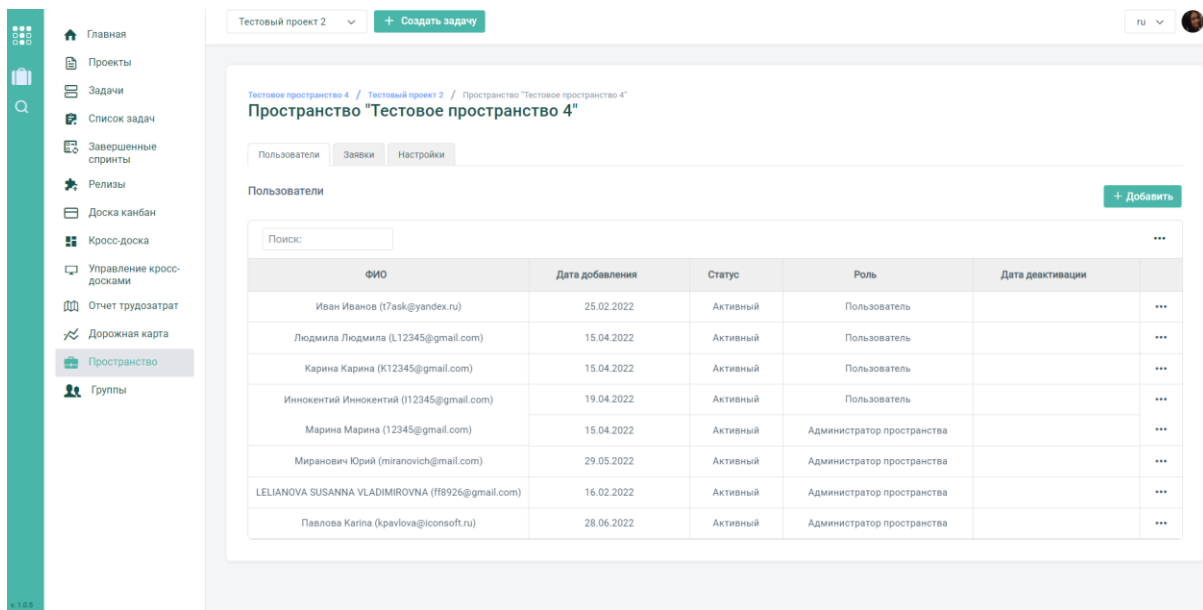 Тестовый проект 2
+ Создать задачу
ru
Главная
Проекты
Задачи
Список задач
Завершенные
спринты
Релизы
Доска канбан
Кросс-доска
Управление кросс-
досками
Отчет трудозатрат
Дорожная карта
Пространство
Группы
v. 1.0.5
Тестовое пространство 4 / Тестовый проект 2 / Пространство "Тестовое пространство 4"
Пространство "Тестовое пространство 4"
Пользователи Заявки Настройки
Пользователи
+ Добавить
Поиск:
ФИО Дата добавления Статус Роль Дата деактивации
Иван Иванов (t7ask@yandex.ru) 25.02.2022 Активный Пользователь
Людмила Людмила (L12345@gmail.com) 15.04.2022 Активный Пользователь
Карина Карина (K12345@gmail.com) 15.04.2022 Активный Пользователь
Иннокентий Иннокентий (I12345@gmail.com) 19.04.2022 Активный Пользователь
Марина Марина (12345@gmail.com) 15.04.2022 Активный Администратор пространства
Миранович Юрий (miranovich@mail.com) 29.05.2022 Активный Администратор пространства
LELIANOVA SUSANNA VLADIMIROVNA (ff8926@gmail.com) 16.02.2022 Активный Администратор пространства
Павлова Karina (kpavlova@iconsoft.ru) 28.06.2022 Активный Администратор пространства